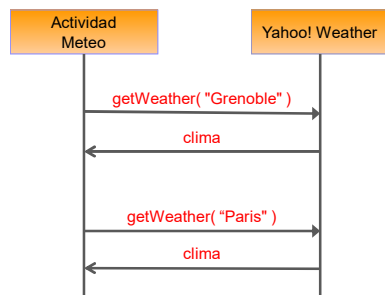 Actividad
Meteo
Yahoo! Weather
getWeather( "Grenoble" )
clima
getWeather( “Paris" )
clima